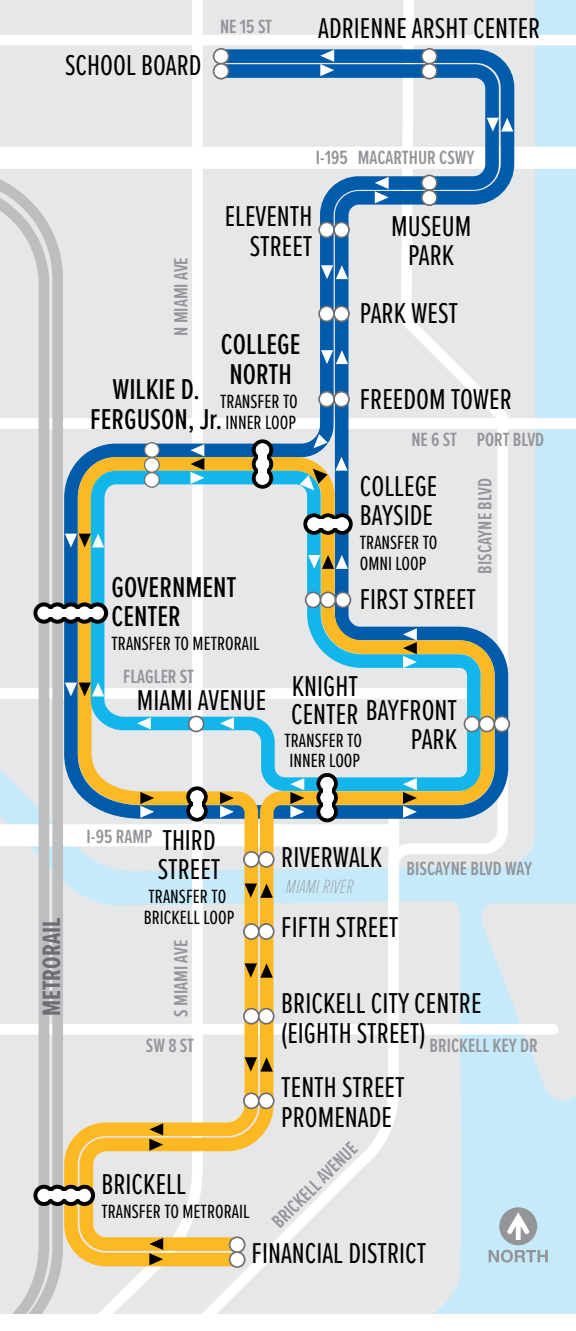 NE 15 ST
ADRIENNE ARSHT CENTER
SCHOOL BOARD
I-195 MACARTHUR CSWY
ELEVENTH
STREET
MUSEUM
PARK
N MIAMI AVE
PARK WEST
COLLEGE
NORTH
TRANSFER TO
INNER LOOP
WILKIE D.
FERGUSON, Jr.
FREEDOM TOWER
NE 6 ST
PORT BLVD
COLLEGE
BAYSIDE
TRANSFER TO
OMNI LOOP
BISCAYNE BLVD
GOVERNMENT
CENTER
TRANSFER TO METRORAIL
FIRST STREET
FLAGLER ST
MIAMI AVENUE
KNIGHT
CENTER
TRANSFER TO
INNER LOOP
BAYFRONT
PARK
I-95 RAMP
THIRD
STREET
TRANSFER TO
BRICKELL LOOP
RIVERWALK
MIAMI RIVER
BISCAYNE BLVD WAY
METRORAIL
S MIAMI AVE
FIFTH STREET
BRICKELL CITY CENTRE
(EIGHTH STREET)
SW 8 ST
BRICKELL KEY DR
TENTH STREET
PROMENADE
BRICKELL
TRANSFER TO METRORAIL
BRICKELL AVENUE
FINANCIAL DISTRICT
NORTH